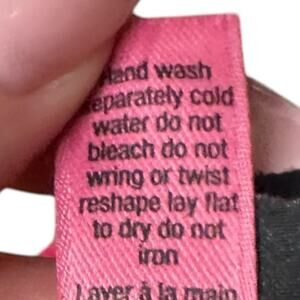 Hand wash
separately cold
water do not
bleach do not
wring or twist
reshape lay flat
to dry do not
iron
Laver à la main